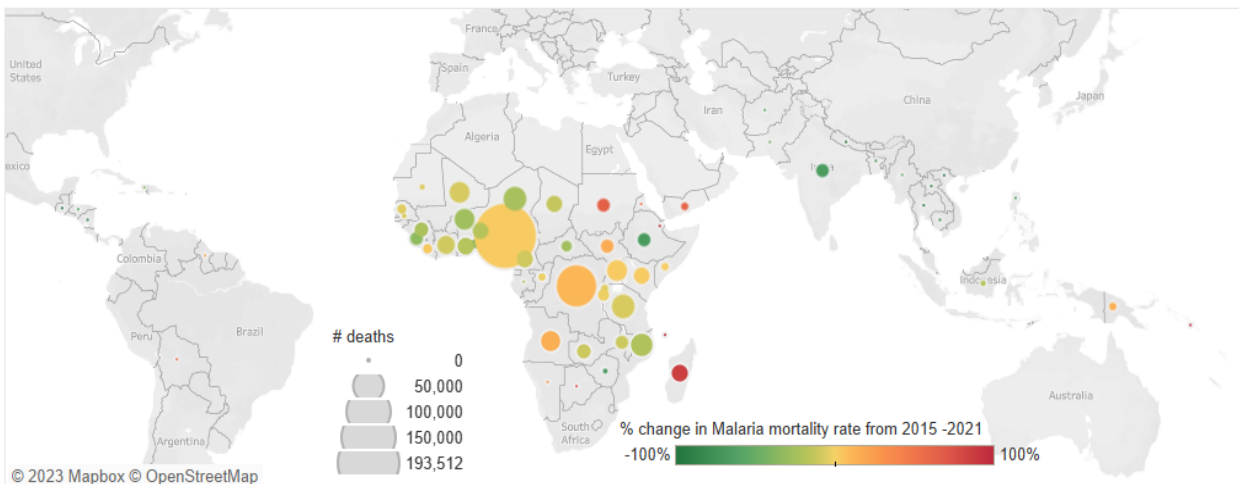 France
United
States
Spain
Turkey
Iran
China
Japan
Algeria
Egypt
exico
Colombia
Indonesia
Peru
Brazil
Australia
South
Africa
Argentina
# deaths
0
50,000
100,000
150,000
193,512
% change in Malaria mortality rate from 2015 -2021
-100% 100%
© 2023 Mapbox © OpenStreetMap